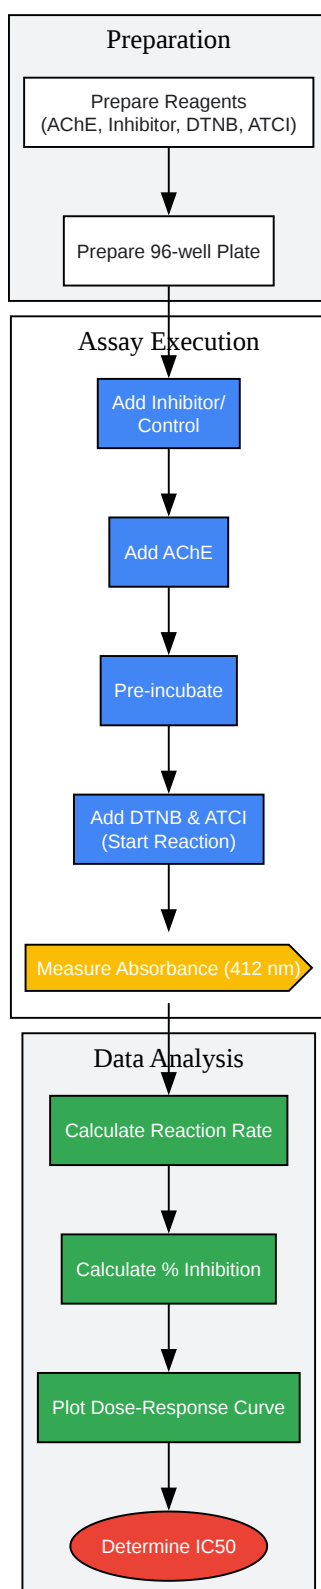 Preparation
Prepare Reagents
(AChE, Inhibitor, DTNB, ATCI)
Prepare 96-well Plate
Assay Execution
Add Inhibitor/
Control
Add AChE
Pre-incubate
Add DTNB & ATCI
(Start Reaction)
Measure Absorbance (412 nm)
Data Analysis
Calculate Reaction Rate
Calculate % Inhibition
Plot Dose-Response Curve
Determine IC50